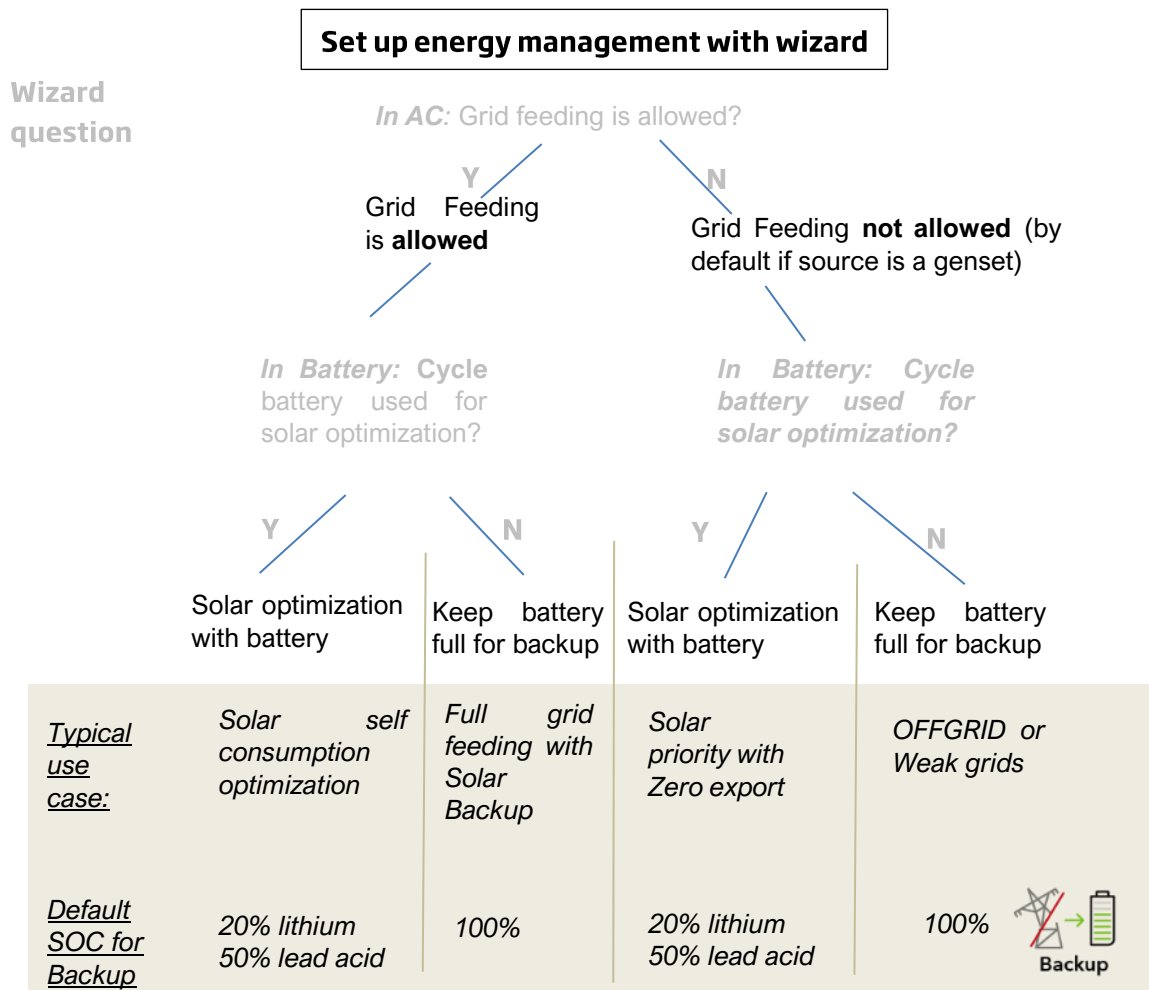 Set up energy management with wizard
Wizard
question
In AC: Grid feeding is allowed?
Y
N
Grid Feeding
is allowed
Grid Feeding not allowed (by
default if source is a genset)
In Battery: Cycle
battery used for
solar optimization?
In Battery: Cycle
battery used for
solar optimization?
Y
N
Y
N
Solar optimization
with battery
Keep battery
full for backup
Solar optimization
with battery
Keep battery
full for backup
Typical
use
case:
Solar self
consumption
optimization
Full grid
feeding with
Solar
Backup
Solar
priority with
Zero export
OFFGRID or
Weak grids
Default
SOC for
Backup
20% lithium
50% lead acid
100%
20% lithium
50% lead acid
100%
Backup